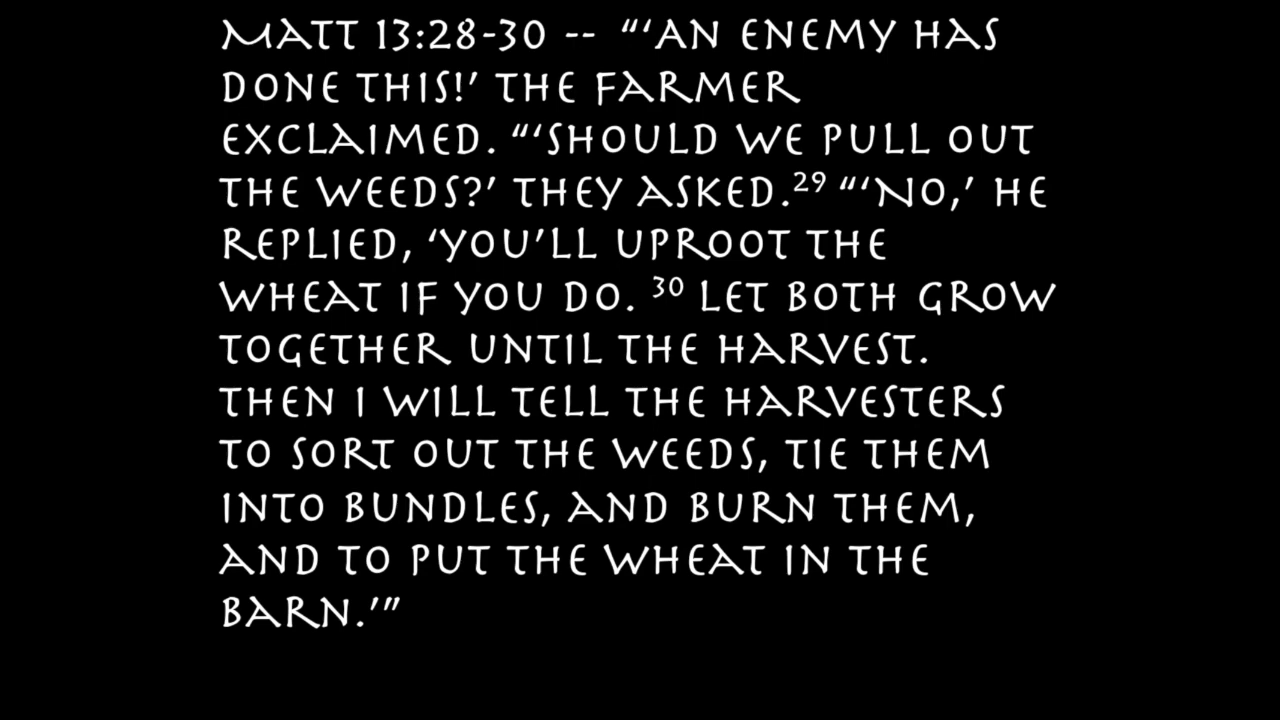 MATT 13:28-30 -- “‘AN ENEMY HAS
DONE THIS!’ THE FARMER
EXCLAIMED. “‘SHOULD WE PULL OUT
THE WEEDS?’ THEY ASKED.²⁹ “‘NO,’ HE
REPLIED, ‘YOU’LL UPROOT THE
WHEAT IF YOU DO. ³⁰ LET BOTH GROW
TOGETHER UNTIL THE HARVEST.
THEN I WILL TELL THE HARVESTERS
TO SORT OUT THE WEEDS, TIE THEM
INTO BUNDLES, AND BURN THEM,
AND TO PUT THE WHEAT IN THE
BARN.’”